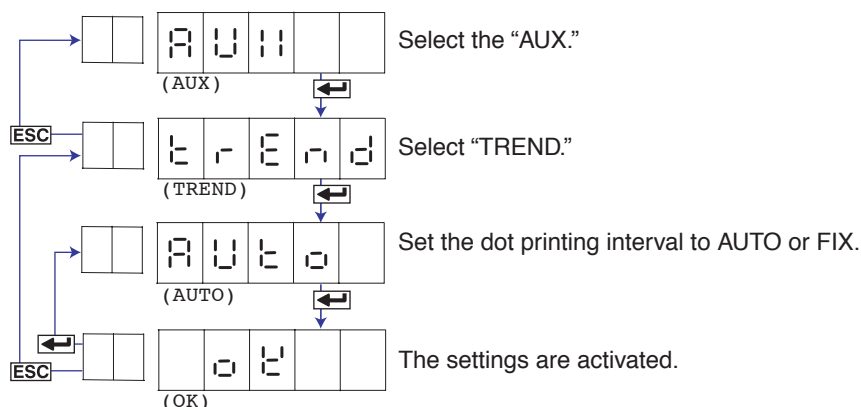 AUX Select the “AUX.”
(AUX)
ESC trEnd Select “TREND.”
(TREND)
AUto Set the dot printing interval to AUTO or FIX.
(AUTO)
ESC oK The settings are activated.
(OK)